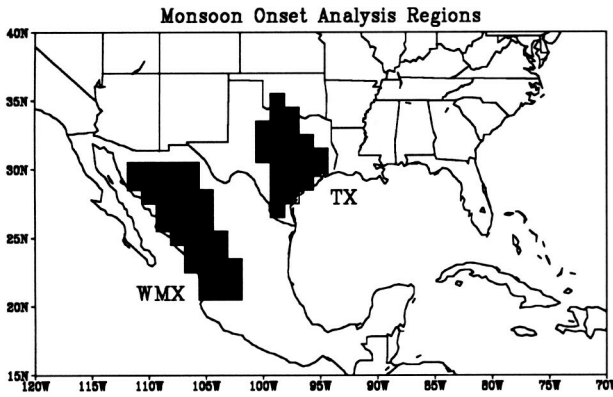 Monsoon Onset Analysis Regions
40N
35N
30N
TX
25N
WMX
20N
15N
120W 115W 110W 105W 100W 95W 90W 85W 80W 75W 70W